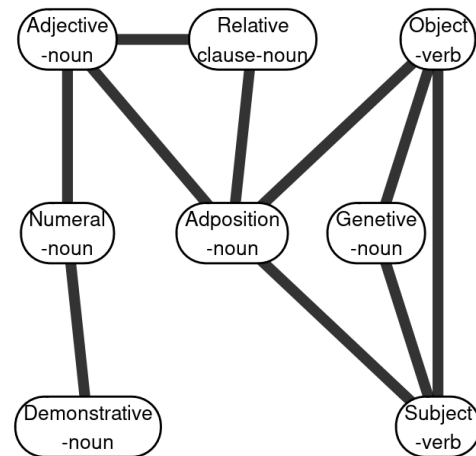 Adjective
-noun
Relative
clause-noun
Object
-verb
Numeral
-noun
Adposition
-noun
Genetive
-noun
Demonstrative
-noun
Subject
-verb